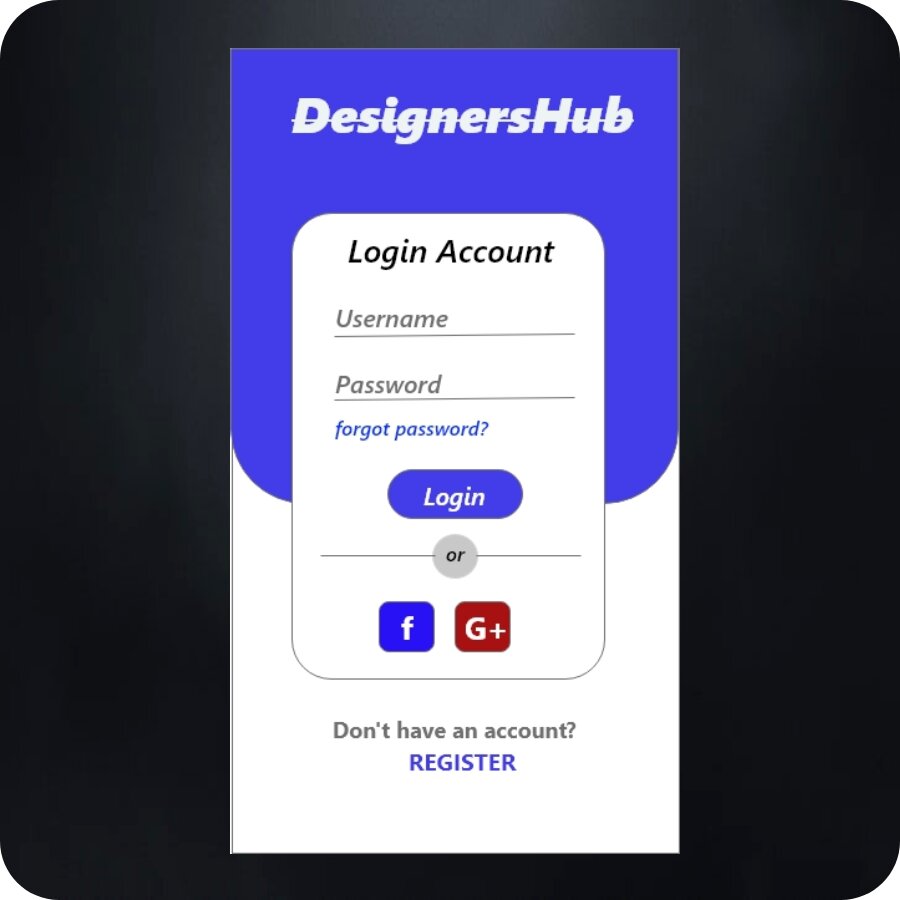 DesignersHub
Login Account
Username
Password
forgot password?
Login
or
f G+
Don't have an account?
REGISTER